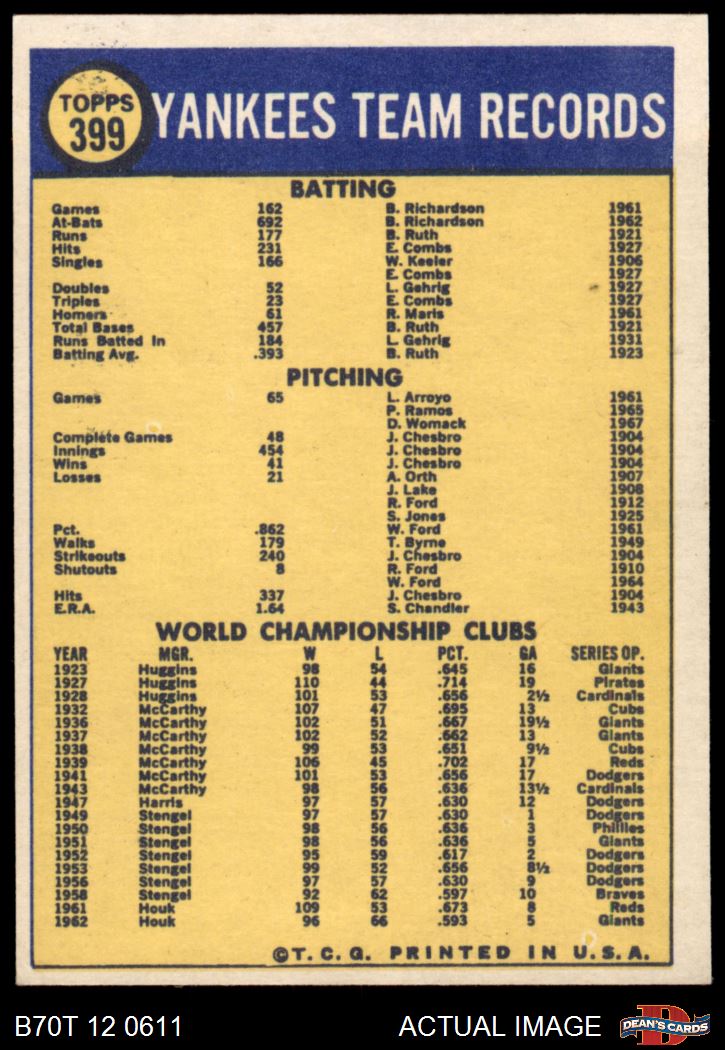 TOPPS
399
YANKEES TEAM RECORDS
BATTING
Games 162 B. Richardson 1961
At-Bats 692 B. Richardson 1962
Runs 177 B. Ruth 1921
Hits 231 E. Combs 1927
Singles 166 W. Keeler 1906
E. Combs 1927
Doubles 52 L. Gehrig 1927
Triples 23 E. Combs 1927
Homers 61 R. Maris 1961
Total Bases 457 B. Ruth 1921
Runs Batted In 184 L. Gehrig 1931
Batting Avg. .393 B. Ruth 1923
PITCHING
Games 65 L. Arroyo 1961
P. Ramos 1965
D. Womack 1967
Complete Games 48 J. Chesbro 1904
Innings 454 J. Chesbro 1904
Wins 41 J. Chesbro 1904
Losses 21 A. Orth 1907
J. Lake 1908
R. Ford 1912
S. Jones 1925
Pct. .862 W. Ford 1961
Walks 179 T. Byrne 1949
Strikeouts 240 J. Chesbro 1904
Shutouts 8 R. Ford 1910
W. Ford 1964
Hits 337 J. Chesbro 1904
E.R.A. 1.64 S. Chandler 1943
WORLD CHAMPIONSHIP CLUBS
YEAR MGR. W L PCT. GA SERIES OP.
1923 Huggins 98 54 .645 16 Giants
1927 Huggins 110 44 .714 19 Pirates
1928 Huggins 101 53 .656 2½ Cardinals
1932 McCarthy 107 47 .695 13 Cubs
1936 McCarthy 102 51 .667 19½ Giants
1937 McCarthy 102 52 .662 13 Giants
1938 McCarthy 99 53 .651 9½ Cubs
1939 McCarthy 106 45 .702 17 Reds
1941 McCarthy 101 53 .656 17 Dodgers
1943 McCarthy 98 56 .636 13½ Cardinals
1947 Harris 97 57 .630 12 Dodgers
1949 Stengel 97 57 .630 1 Dodgers
1950 Stengel 98 56 .636 3 Phillies
1951 Stengel 98 56 .636 5 Giants
1952 Stengel 95 59 .617 2 Dodgers
1953 Stengel 99 52 .656 8½ Dodgers
1956 Stengel 97 57 .630 9 Dodgers
1958 Stengel 92 62 .597 10 Braves
1961 Houk 109 53 .673 8 Reds
1962 Houk 96 66 .593 5 Giants
©T. C. G. PRINTED IN U. S. A.
B70T 12 0611 ACTUAL IMAGE D DEAN'S CARDS